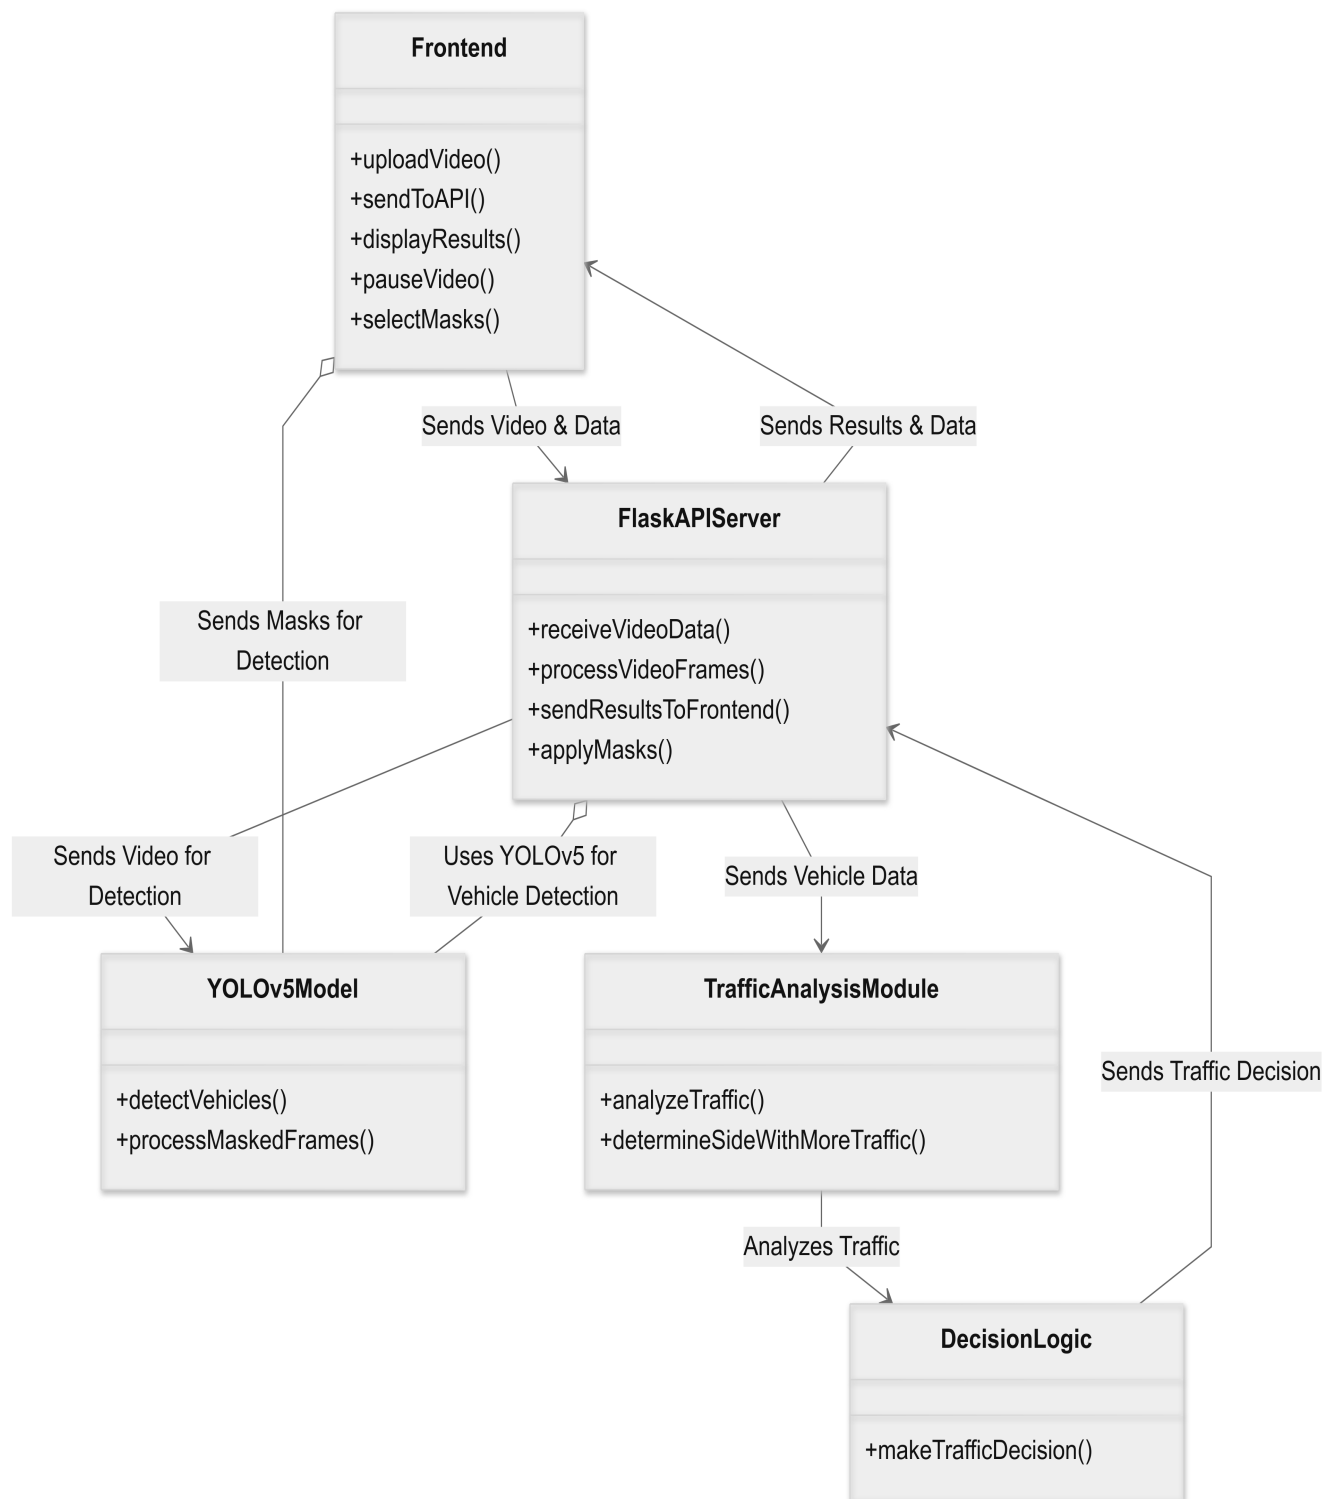 Frontend
+uploadVideo()
+sendToAPI()
+displayResults()
+pauseVideo()
+selectMasks()
Sends Video & Data
Sends Results & Data
FlaskAPIServer
+receiveVideoData()
+processVideoFrames()
+sendResultsToFrontend()
+applyMasks()
Sends Masks for
Detection
Sends Video for
Detection
Uses YOLOv5 for
Vehicle Detection
Sends Vehicle Data
YOLOv5Model
+detectVehicles()
+processMaskedFrames()
TrafficAnalysisModule
+analyzeTraffic()
+determineSideWithMoreTraffic()
Sends Traffic Decision
Analyzes Traffic
DecisionLogic
+makeTrafficDecision()